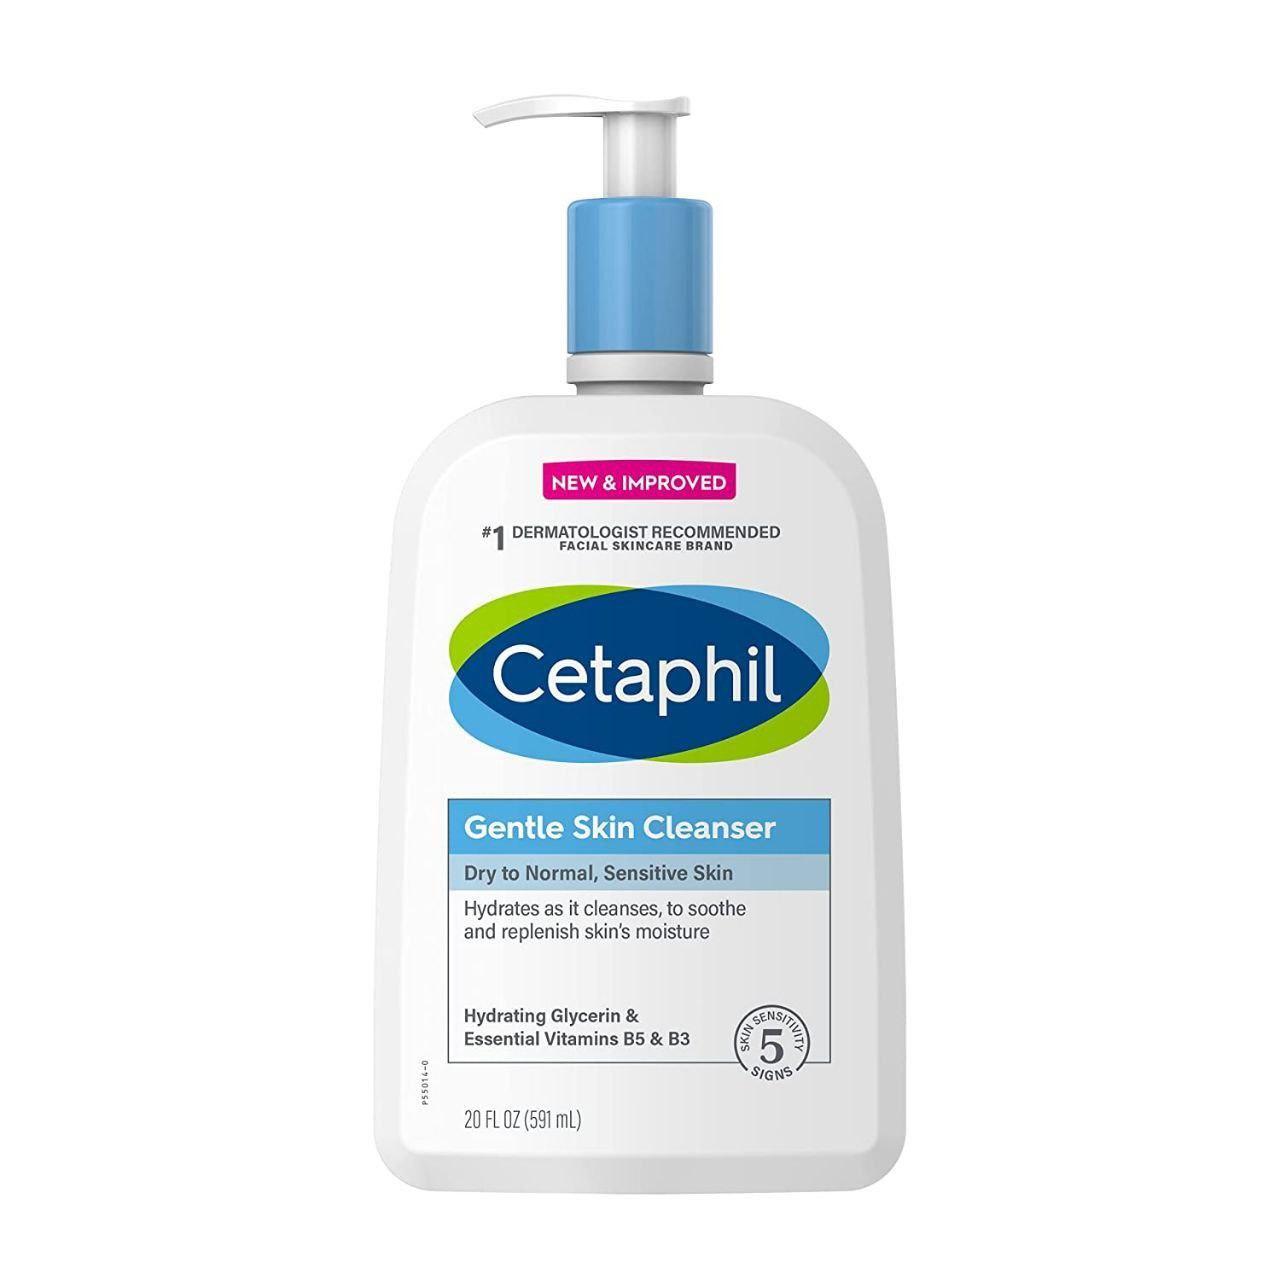 NEW & IMPROVED
#1 DERMATOLOGIST RECOMMENDED
FACIAL SKINCARE BRAND
Cetaphil
Gentle Skin Cleanser
Dry to Normal, Sensitive Skin
Hydrates as it cleanses, to soothe
and replenish skin's moisture
Hydrating Glycerin &
Essential Vitamins B5 & B3
SKIN SENSITIVITY
5
SIGNS
P55014-0
20 FL OZ (591 mL)